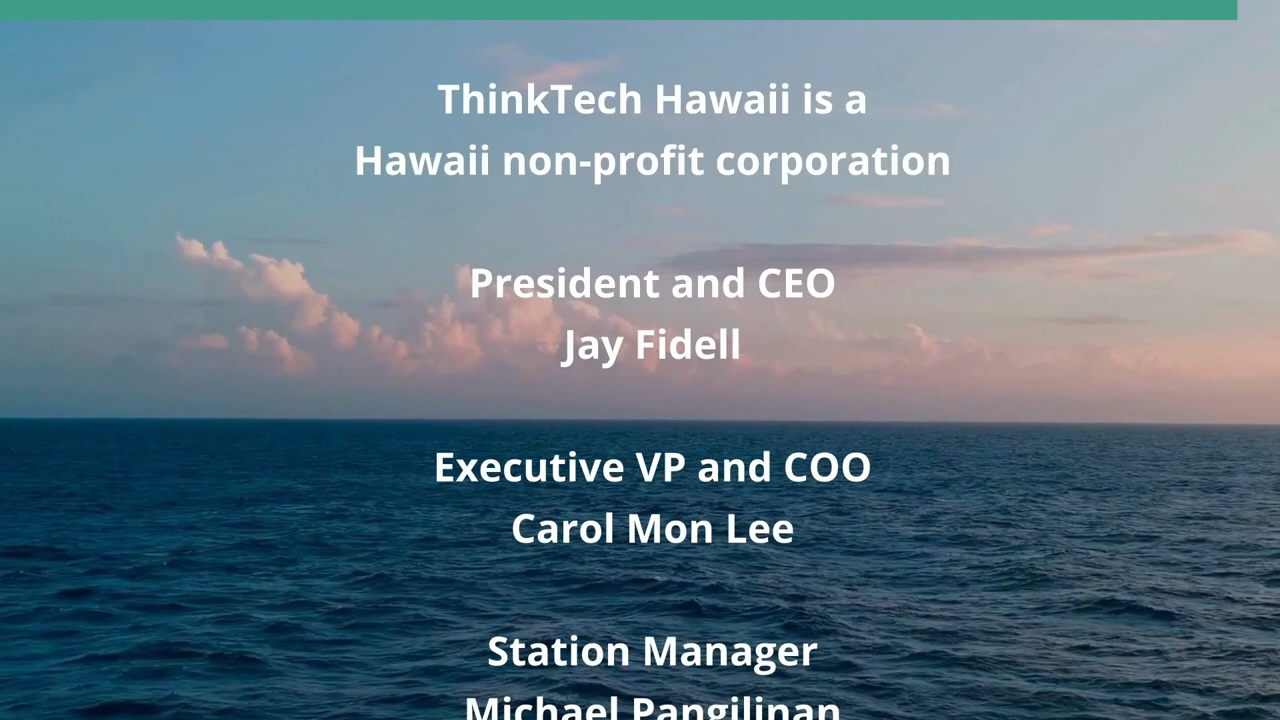 ThinkTech Hawaii is a
Hawaii non-profit corporation
President and CEO
Jay Fidell
Executive VP and COO
Carol Mon Lee
Station Manager
Michael Pangilinan